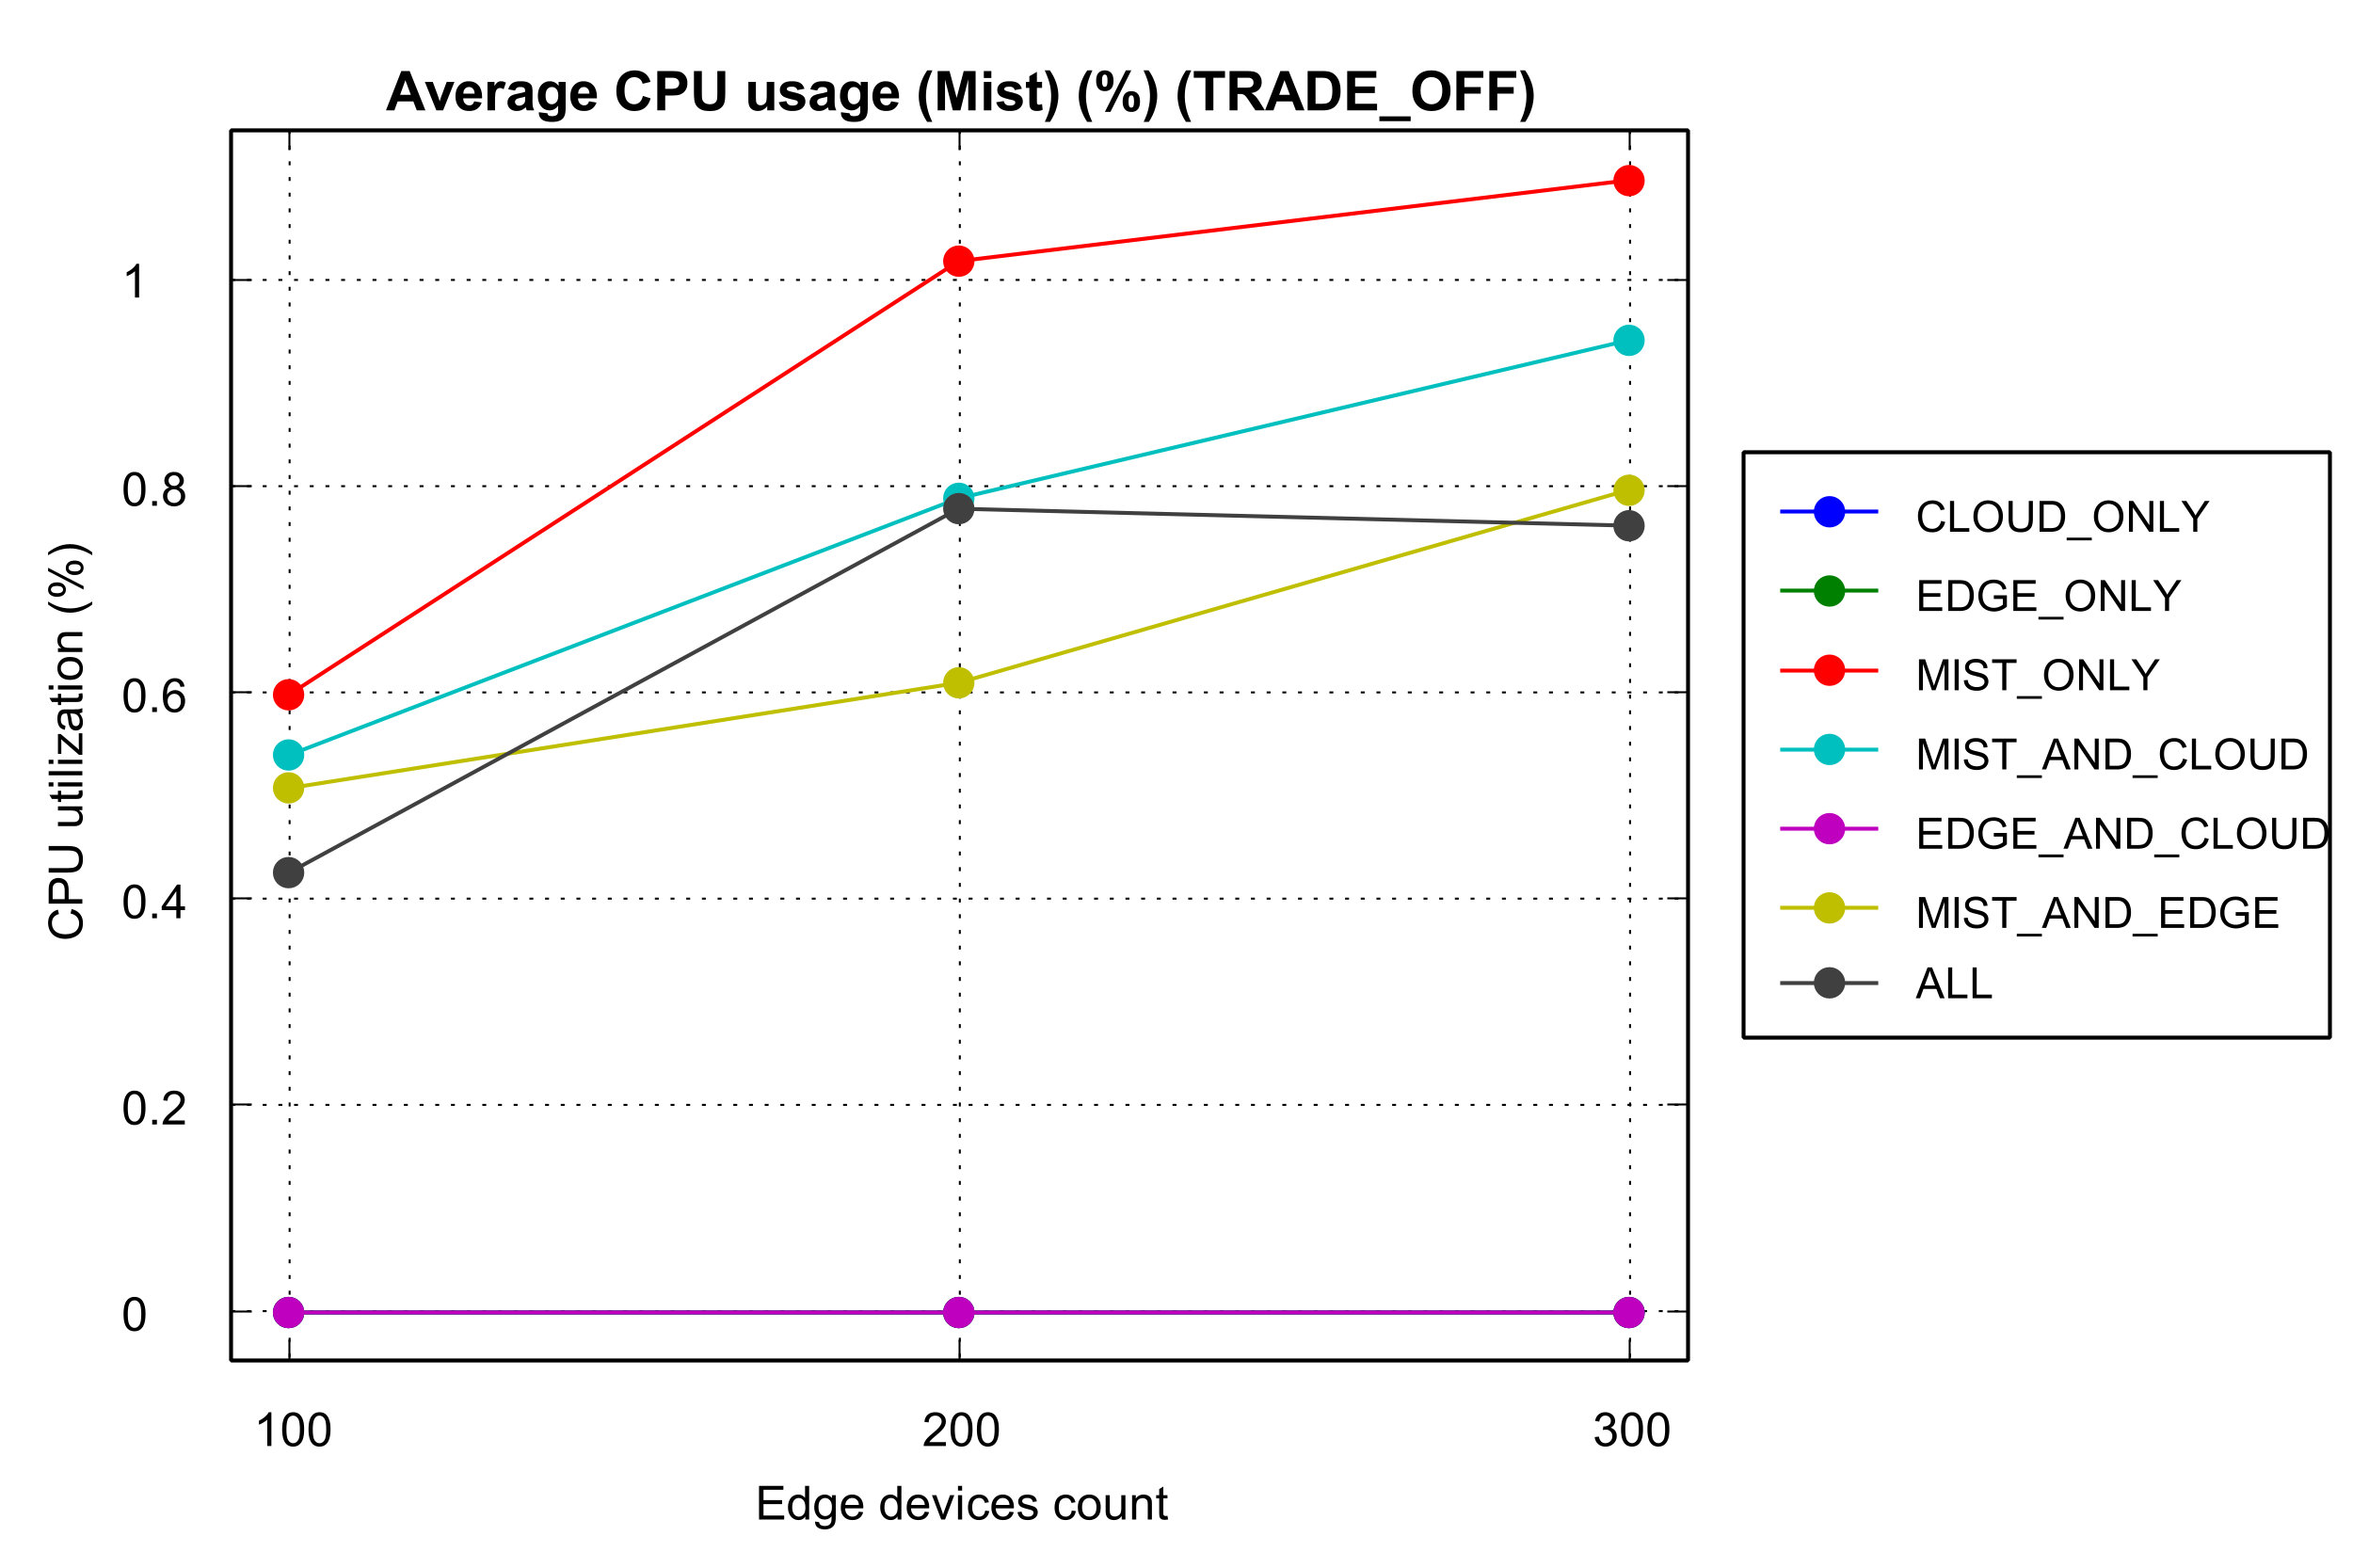 Average CPU usage (Mist) (%) (TRADE_OFF)
CPU utilization (%)
1
0.8
0.6
0.4
0.2
0
100
200
300
Edge devices count
CLOUD_ONLY
EDGE_ONLY
MIST_ONLY
MIST_AND_CLOUD
EDGE_AND_CLOUD
MIST_AND_EDGE
ALL